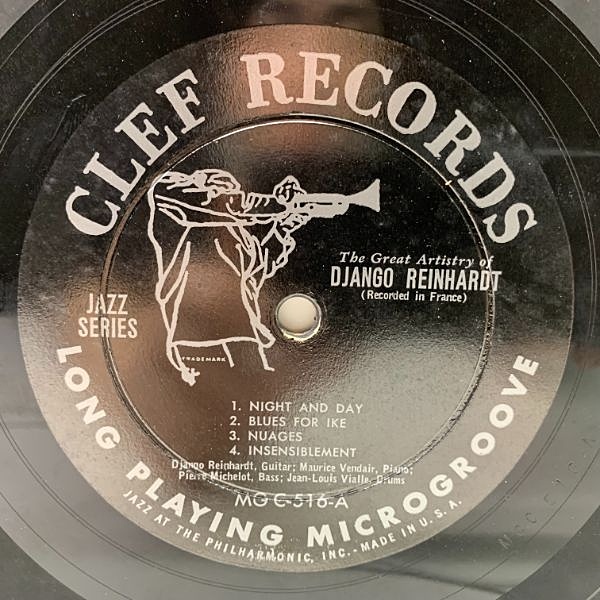 CLEF RECORDS
The Great Artistry of
DJANGO REINHARDT
(Recorded in France)
JAZZ
SERIES
TRADEMARK
1. NIGHT AND DAY
2. BLUES FOR IKE
3. NUAGES
4. INSENSIBLEMENT
Django Reinhardt, Guitar; Maurice Vendair, Piano;
Pierre Michelot, Bass; Jean-Louis Vialle, Drums
MG C-516-A
LONG PLAYING MICROGROOVE
JAZZ AT THE PHILHARMONIC, INC. - MADE IN U.S.A.